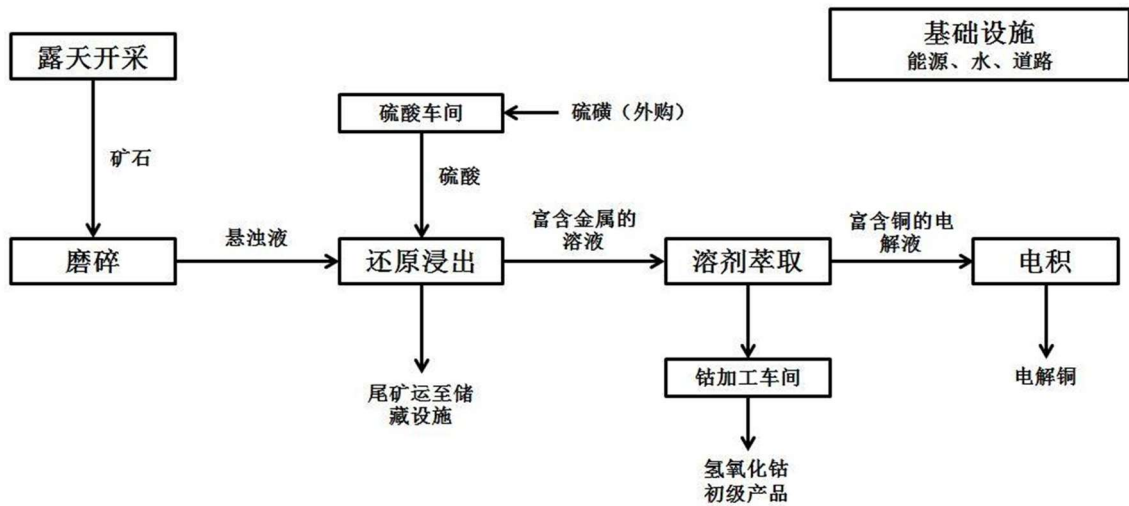 露天开采
基础设施
能源、水、道路
硫酸车间
硫磺（外购）
矿石
硫酸
悬浊液
富含金属的
溶液
富含铜的电
解液
磨碎
还原浸出
溶剂萃取
电积
尾矿运至储
藏设施
钴加工车间
电解铜
氢氧化钴
初级产品